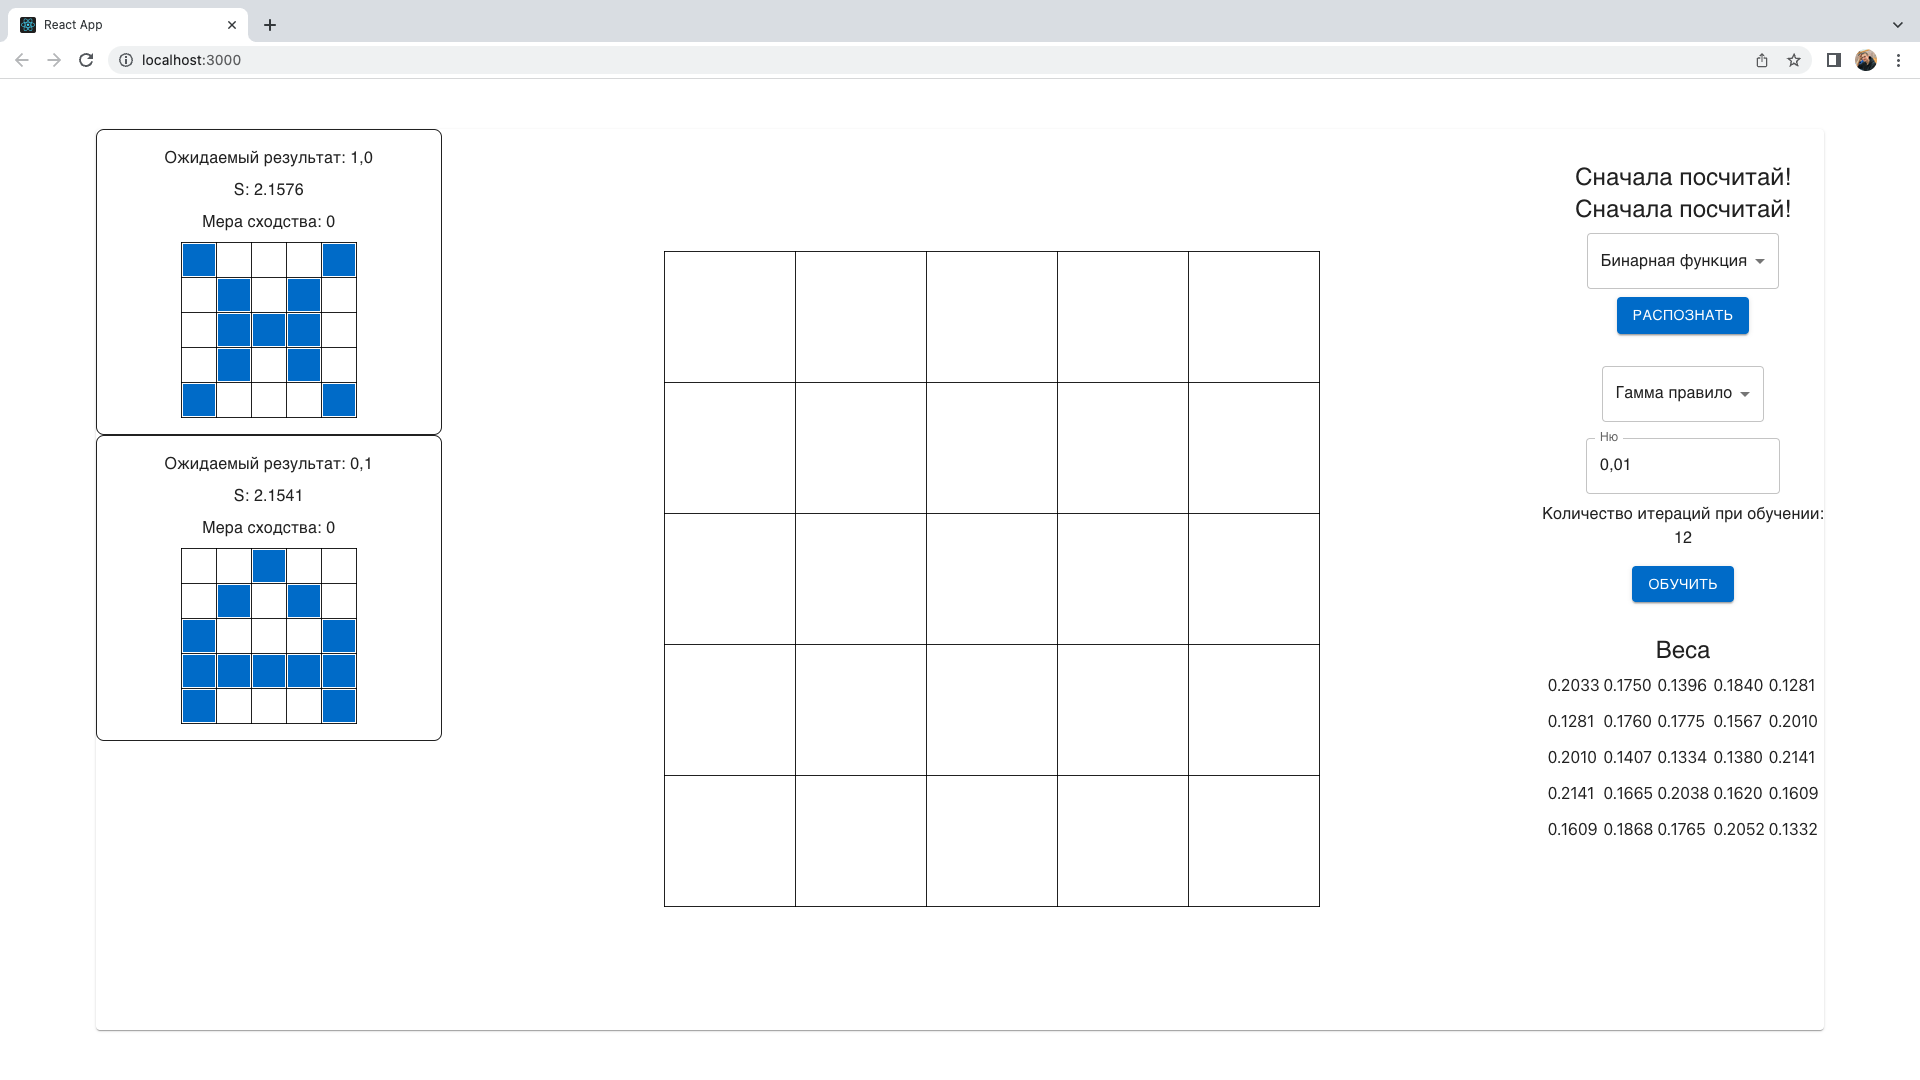 React App
localhost:3000
Ожидаемый результат: 1,0
S: 2.1576
Мера сходства: 0
Ожидаемый результат: 0,1
S: 2.1541
Мера сходства: 0
Сначала посчитай!
Сначала посчитай!
Бинарная функция
РАСПОЗНАТЬ
Гамма правило
Ню
0,01
Количество итераций при обучении:
12
ОБУЧИТЬ
Веса
0.2033 0.1750 0.1396 0.1840 0.1281
0.1281 0.1760 0.1775 0.1567 0.2010
0.2010 0.1407 0.1334 0.1380 0.2141
0.2141 0.1665 0.2038 0.1620 0.1609
0.1609 0.1868 0.1765 0.2052 0.1332